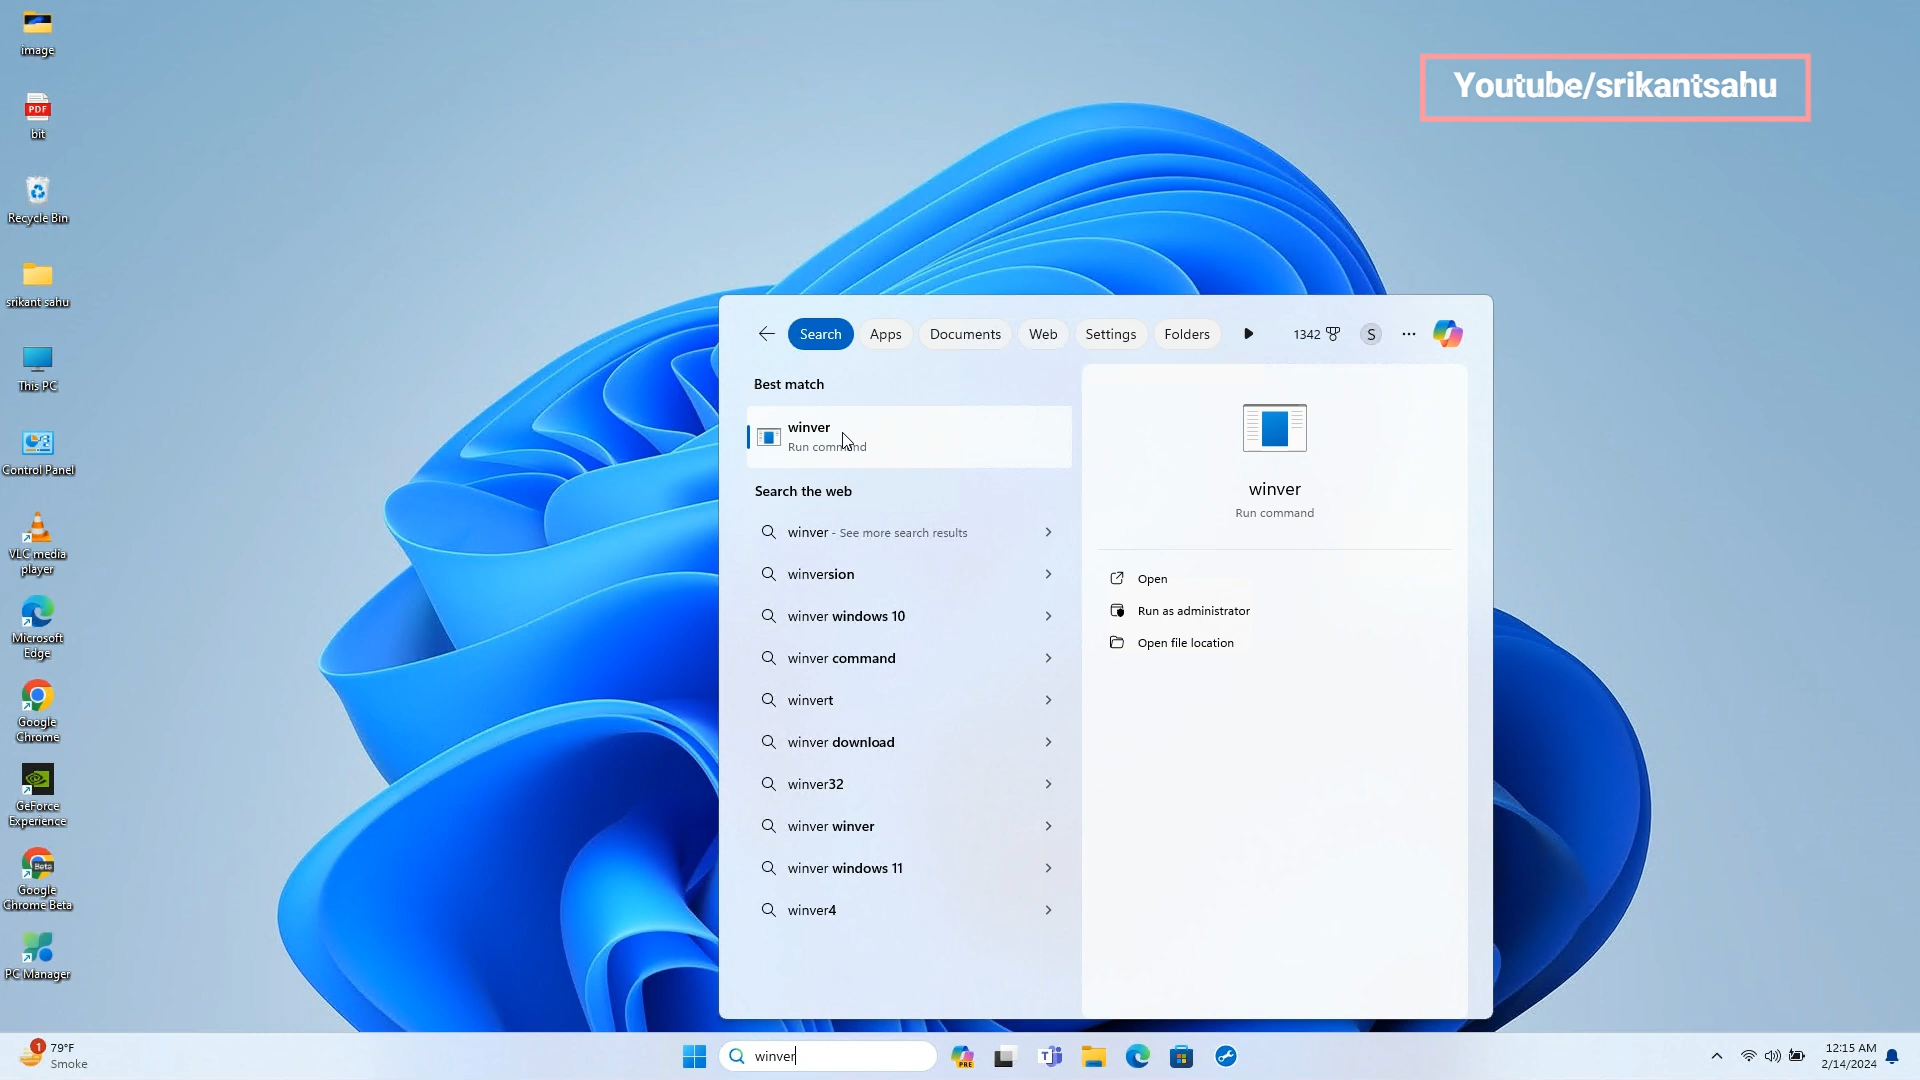 image
PDF
bit
Recycle Bin
srikant sahu
This PC
Control Panel
VLC media
player
Microsoft
Edge
Google
Chrome
GeForce
Experience
Beta
Google
Chrome Beta
PC Manager
Youtube/srikantsahu
Search
Apps
Documents
Web
Settings
Folders
1342
S
Best match
winver
Run command
Search the web
winver - See more search results
winversion
winver windows 10
winver command
winvert
winver download
winver32
winver winver
winver windows 11
winver4
winver
Run command
Open
Run as administrator
Open file location
1
79°F
Smoke
winver
PRE
T
12:15 AM
2/14/2024